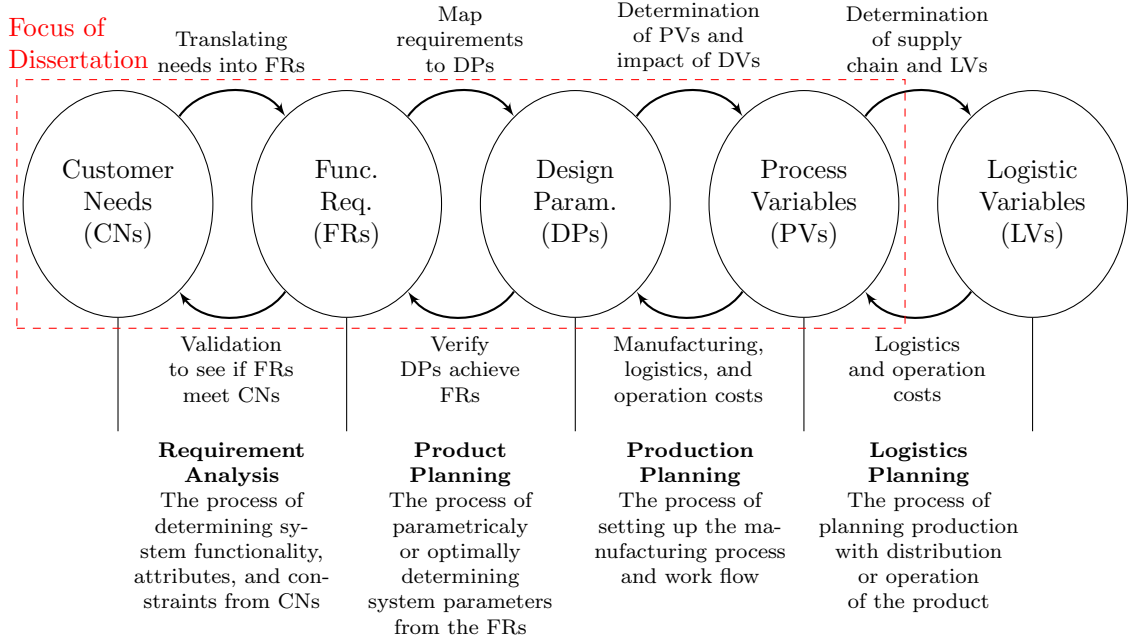 Focus of
Dissertation
Translating
needs into FRs
Map
requirements
to DPs
Determination
of PVs and
impact of DVs
Determination
of supply
chain and LVs
Customer
Needs
(CNs)
Func.
Req.
(FRs)
Design
Param.
(DPs)
Process
Variables
(PVs)
Logistic
Variables
(LVs)
Validation
to see if FRs
meet CNs
Verify
DPs achieve
FRs
Manufacturing,
logistics, and
operation costs
Logistics
and operation
costs
Requirement
Analysis
The process of
determining sy-
stem functionality,
attributes, and con-
straints from CNs
Product
Planning
The process of
parametricaly
or optimally
determining
system parameters
from the FRs
Production
Planning
The process of
setting up the ma-
nufacturing process
and work flow
Logistics
Planning
The process of
planning production
with distribution
or operation
of the product